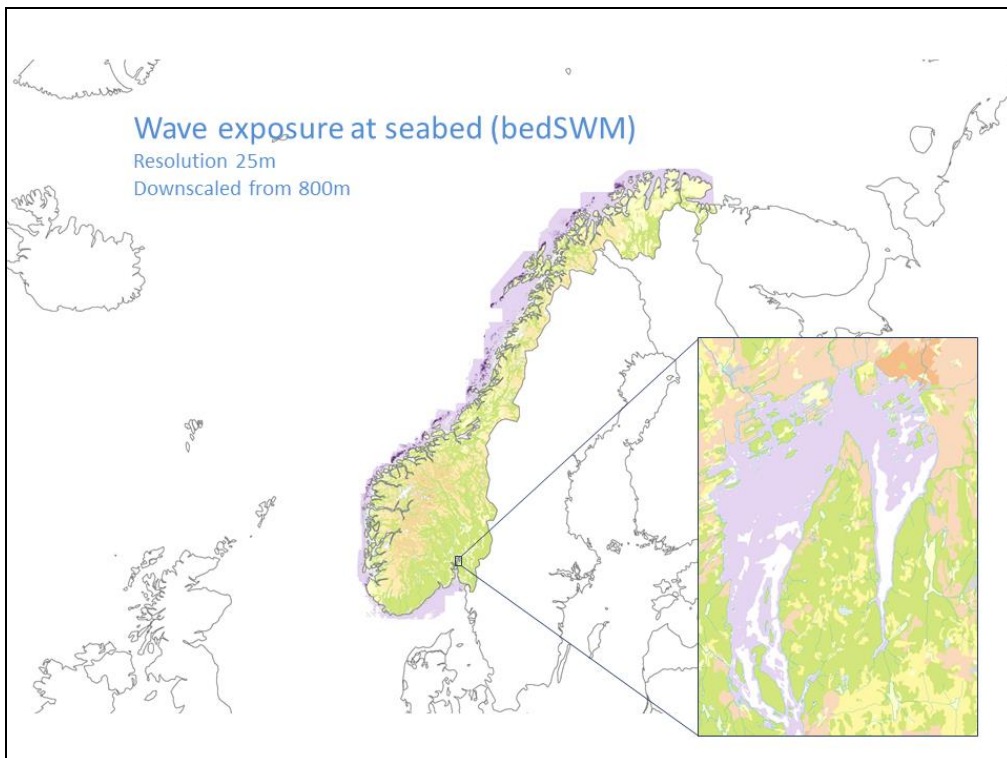 Wave exposure at seabed (bedSWM)
Resolution 25m
Downscaled from 800m